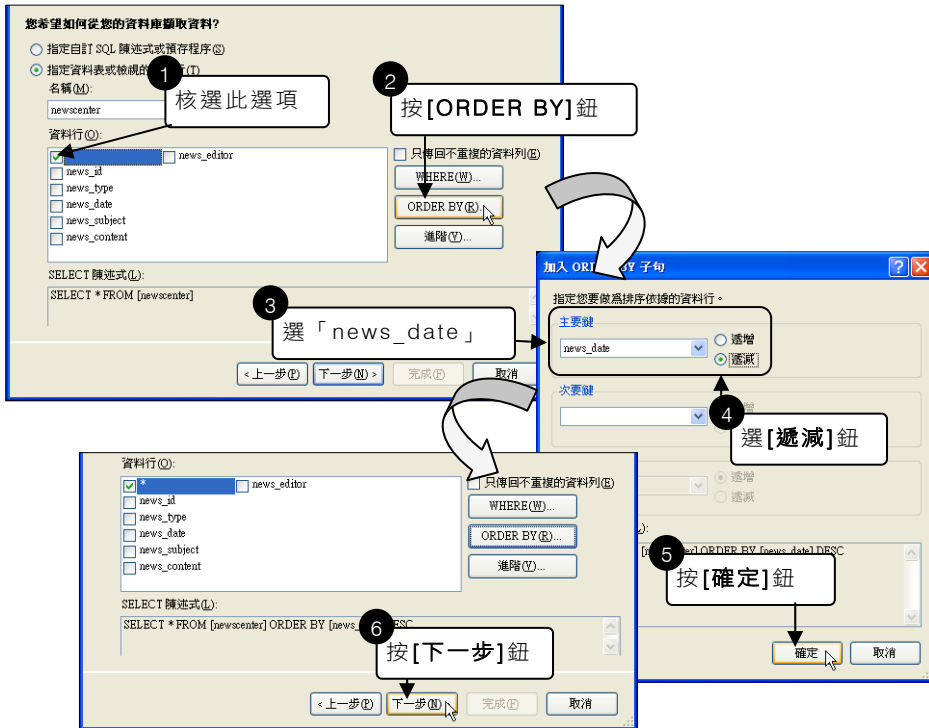 您希望如何從您的資料庫擷取資料?
指定自訂 SQL 陳述式或預存程序(S)
指定資料表或檢視的 行(T)
名稱(M):
newscenter
1
核選此選項
2
按[ORDER BY]鈕
資料行(O):
news_editor
news_id
news_type
news_date
news_subject
news_content
只傳回不重複的資料列(E)
WHERE(W)...
ORDER BY(R)...
進階(V)...
SELECT 陳述式(L):
SELECT * FROM [newscenter]
3
選「news_date」
<上一步(P)
下一步(N) >
完成(F)
取消
加入 ORDER BY 子句
指定您要做為排序依據的資料行。
主要鍵
news_date
遞增
遞減
次要鍵
4
選[遞減]鈕
遞增
遞減
ORDER BY [news_date] DESC
5
按[確定]鈕
確定
取消
資料行(O):
*
news_editor
news_id
news_type
news_date
news_subject
news_content
只傳回不重複的資料列(E)
WHERE(W)...
ORDER BY(R)...
進階(V)...
SELECT 陳述式(L):
SELECT * FROM [newscenter] ORDER BY [news_
6
按[下一步]鈕
<上一步(P)
下一步(N)
完成(F)
取消